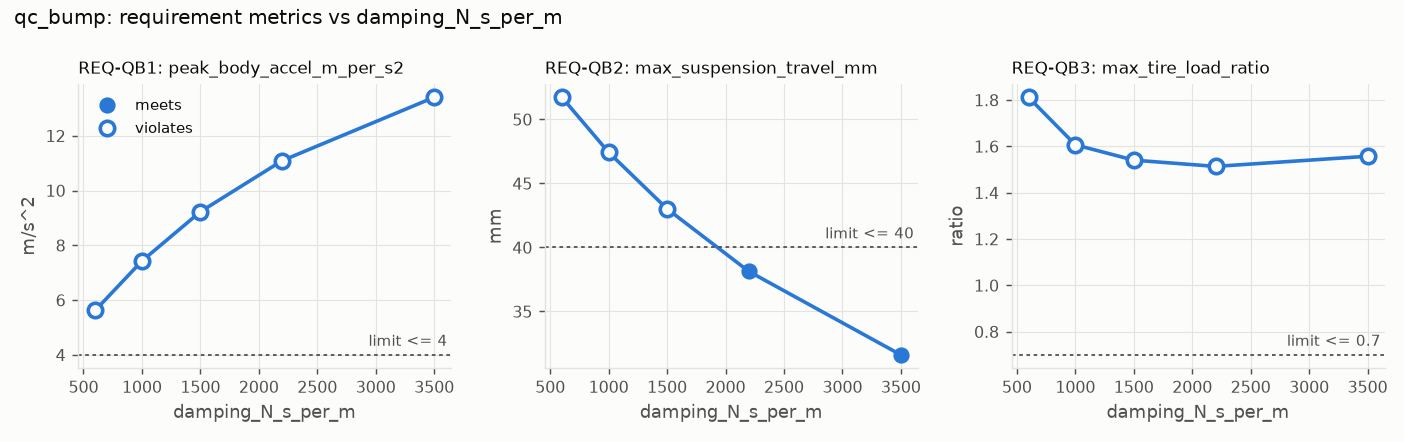 qc_bump: requirement metrics vs damping_N_s_per_m
REQ-QB1: peak_body_accel_m_per_s2
meets
violates
m/s^2
12
10
8
6
4
limit <= 4
500 1000 1500 2000 2500 3000 3500
damping_N_s_per_m
REQ-QB2: max_suspension_travel_mm
mm
50
45
40
35
limit <= 40
500 1000 1500 2000 2500 3000 3500
damping_N_s_per_m
REQ-QB3: max_tire_load_ratio
ratio
1.8
1.6
1.4
1.2
1.0
0.8
limit <= 0.7
500 1000 1500 2000 2500 3000 3500
damping_N_s_per_m